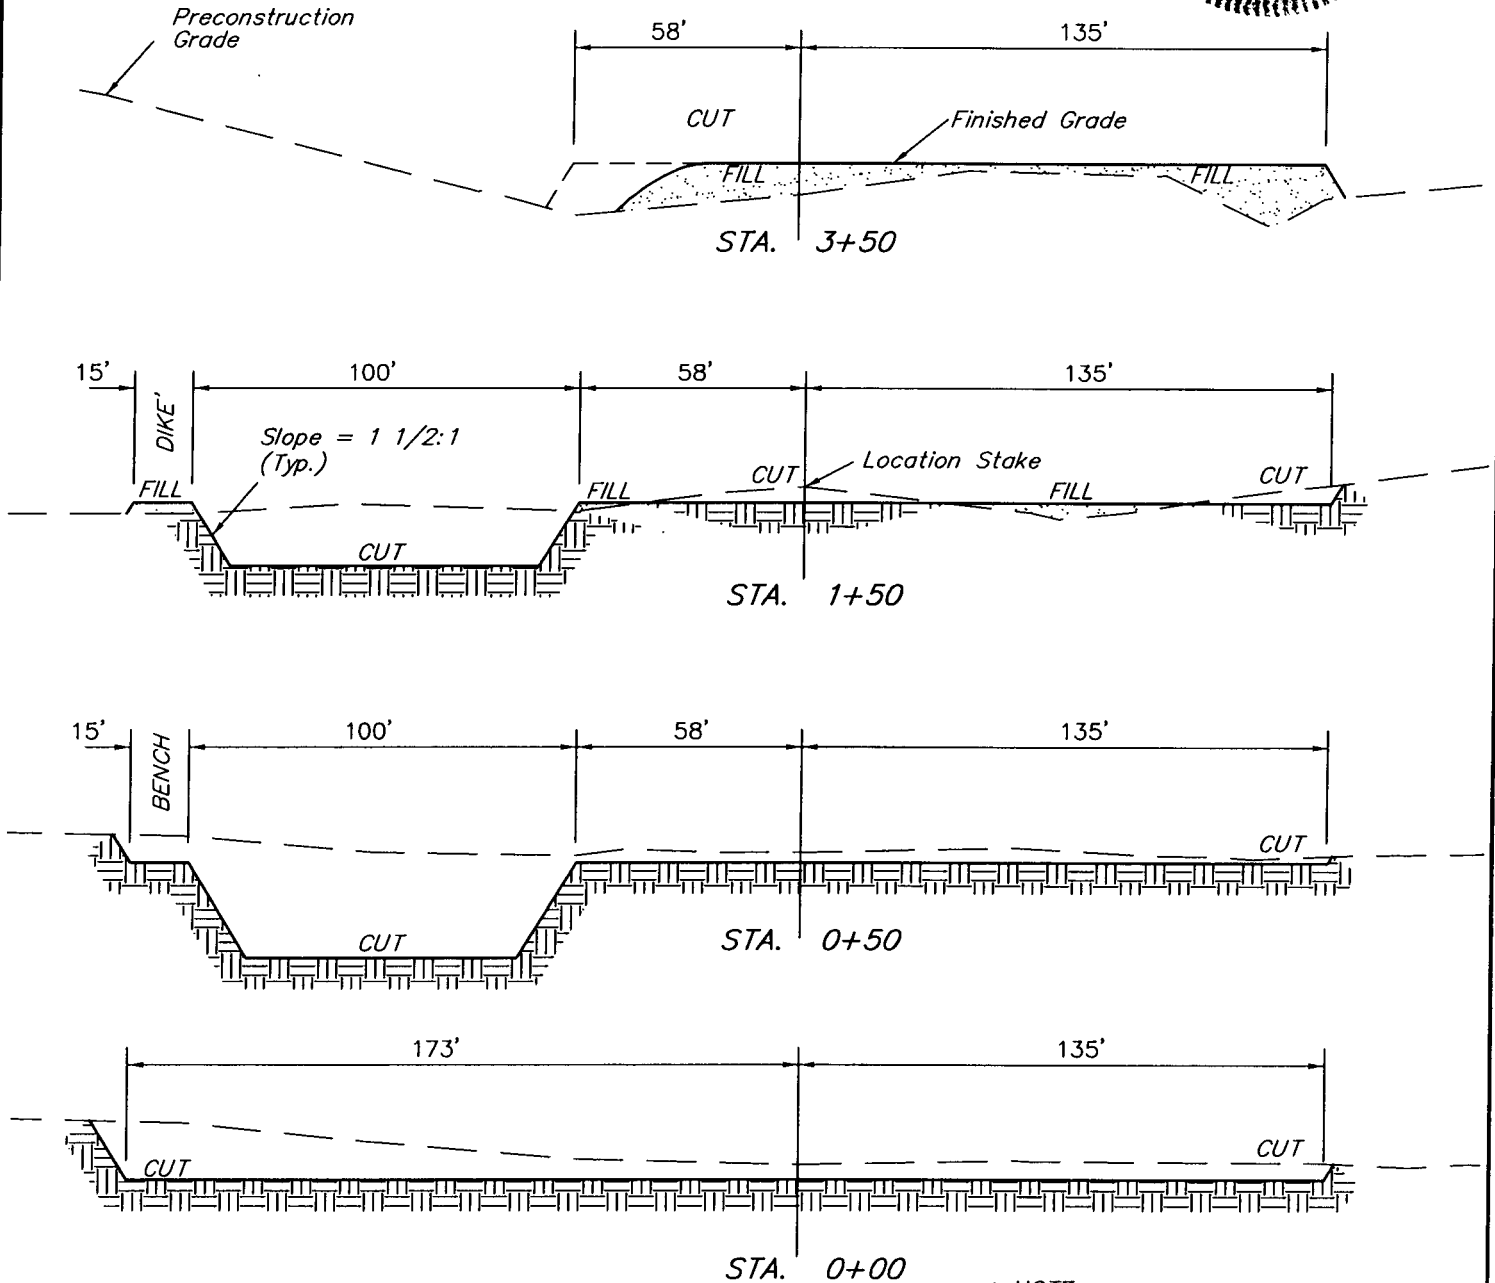 Preconstruction
Grade
58'
135'
CUT
Finished Grade
FILL
FILL
STA. 3+50
15'
100'
58'
135'
DIKE'
Slope = 1 1/2:1
(Typ.)
CUT
Location Stake
CUT
FILL
FILL
FILL
CUT
STA. 1+50
15'
100'
58'
135'
BENCH
CUT
CUT
STA. 0+50
173'
135'
CUT
CUT
STA. 0+00